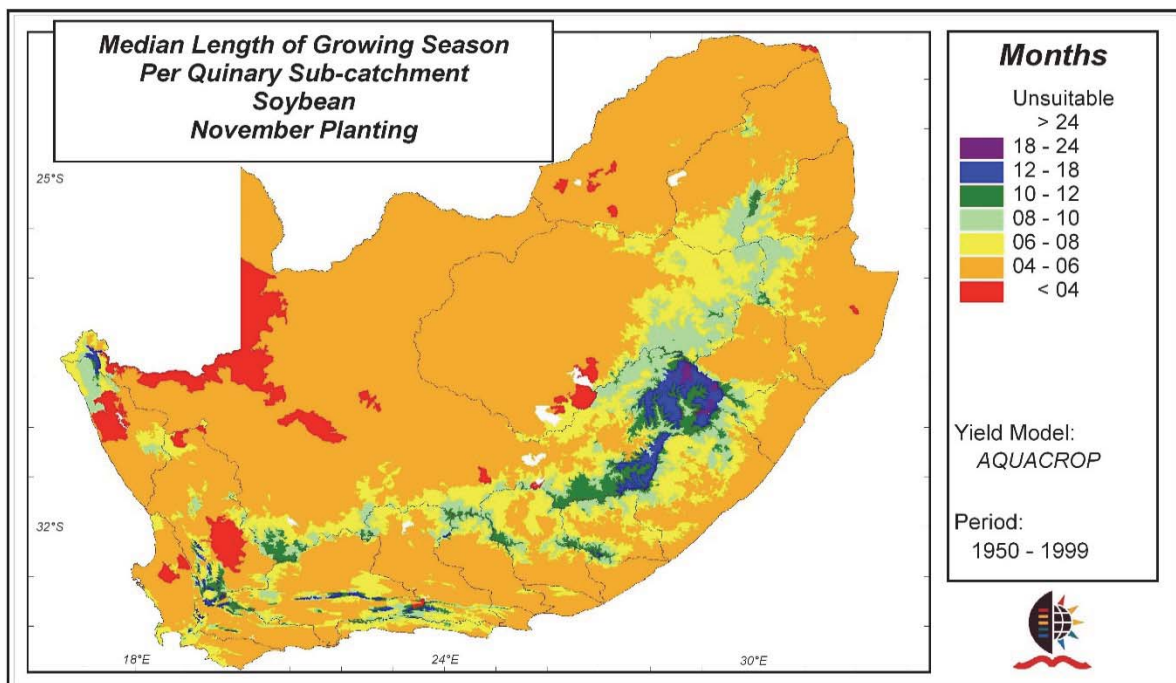 Median Length of Growing Season
Per Quinary Sub-catchment
Soybean
November Planting
25°S
32°S
18°E
24°E
30°E
Months
Unsuitable
> 24
18 - 24
12 - 18
10 - 12
08 - 10
06 - 08
04 - 06
< 04
Yield Model:
AQUACROP
Period:
1950 - 1999